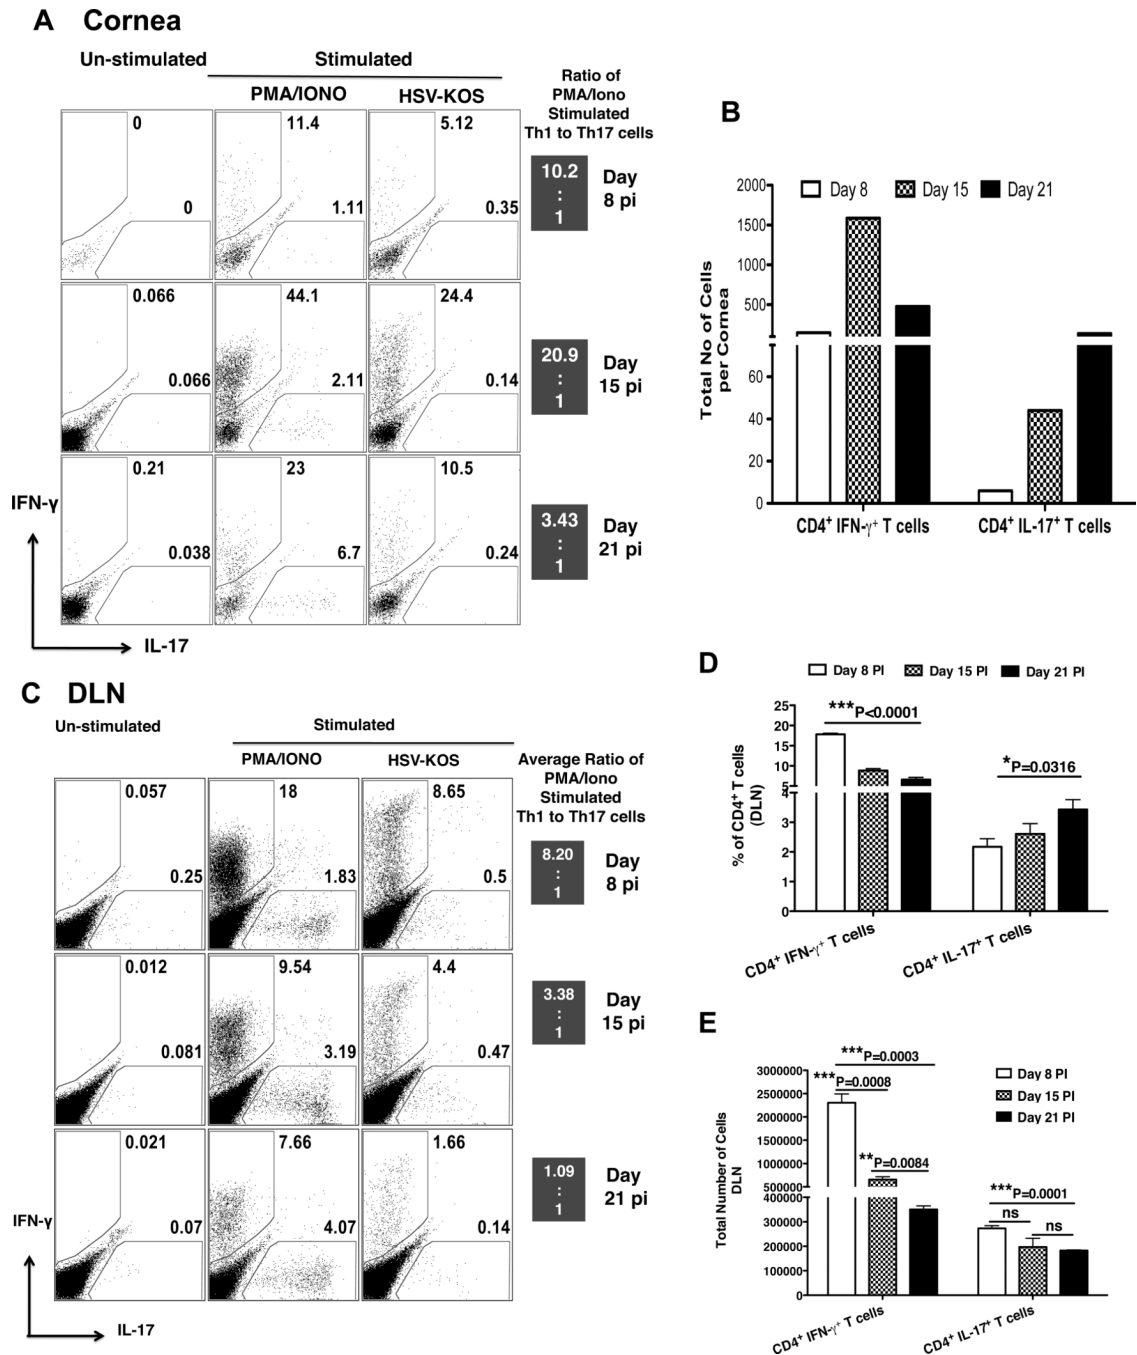 A Cornea
Un-stimulated Stimulated
PMA/IONO HSV-KOS
Ratio of
PMA/Iono
Stimulated
Th1 to Th17 cells
0 11.4 5.12
0 1.11 0.35
10.2
:
1
Day
8 pi
0.066 44.1 24.4
0.066 2.11 0.14
20.9
:
1
Day
15 pi
0.21 23 10.5
0.038 6.7 0.24
3.43
:
1
Day
21 pi
IFN-γ
IL-17
B
Day 8 Day 15 Day 21
Total No of Cells
per Cornea
2000
1500
1000
500
60
40
20
0
CD4⁺ IFN-γ⁺ T cells CD4⁺ IL-17⁺ T cells
C DLN
Un-stimulated Stimulated
PMA/IONO HSV-KOS
Average Ratio of
PMA/Iono
Stimulated
Th1 to Th17 cells
0.057 18 8.65
0.25 1.83 0.5
8.20
:
1
Day
8 pi
0.012 9.54 4.4
0.081 3.19 0.47
3.38
:
1
Day
15 pi
0.021 7.66 1.66
0.07 4.07 0.14
1.09
:
1
Day
21 pi
IFN-γ
IL-17
D
Day 8 PI Day 15 PI Day 21 PI
% of CD4⁺ T cells
(DLN)
25
20
15
10
5
4
3
2
1
0
***P<0.0001
*P=0.0316
CD4⁺ IFN-γ⁺ T cells CD4⁺ IL-17⁺ T cells
E
Day 8 PI
Day 15 PI
Day 21 PI
Total Number of Cells
DLN
3000000
2500000
2000000
1500000
1000000
500000
400000
300000
200000
100000
0
***P=0.0003
***P=0.0008
**P=0.0084
***P=0.0001
ns ns
CD4⁺ IFN-γ⁺ T cells CD4⁺ IL-17⁺ T cells